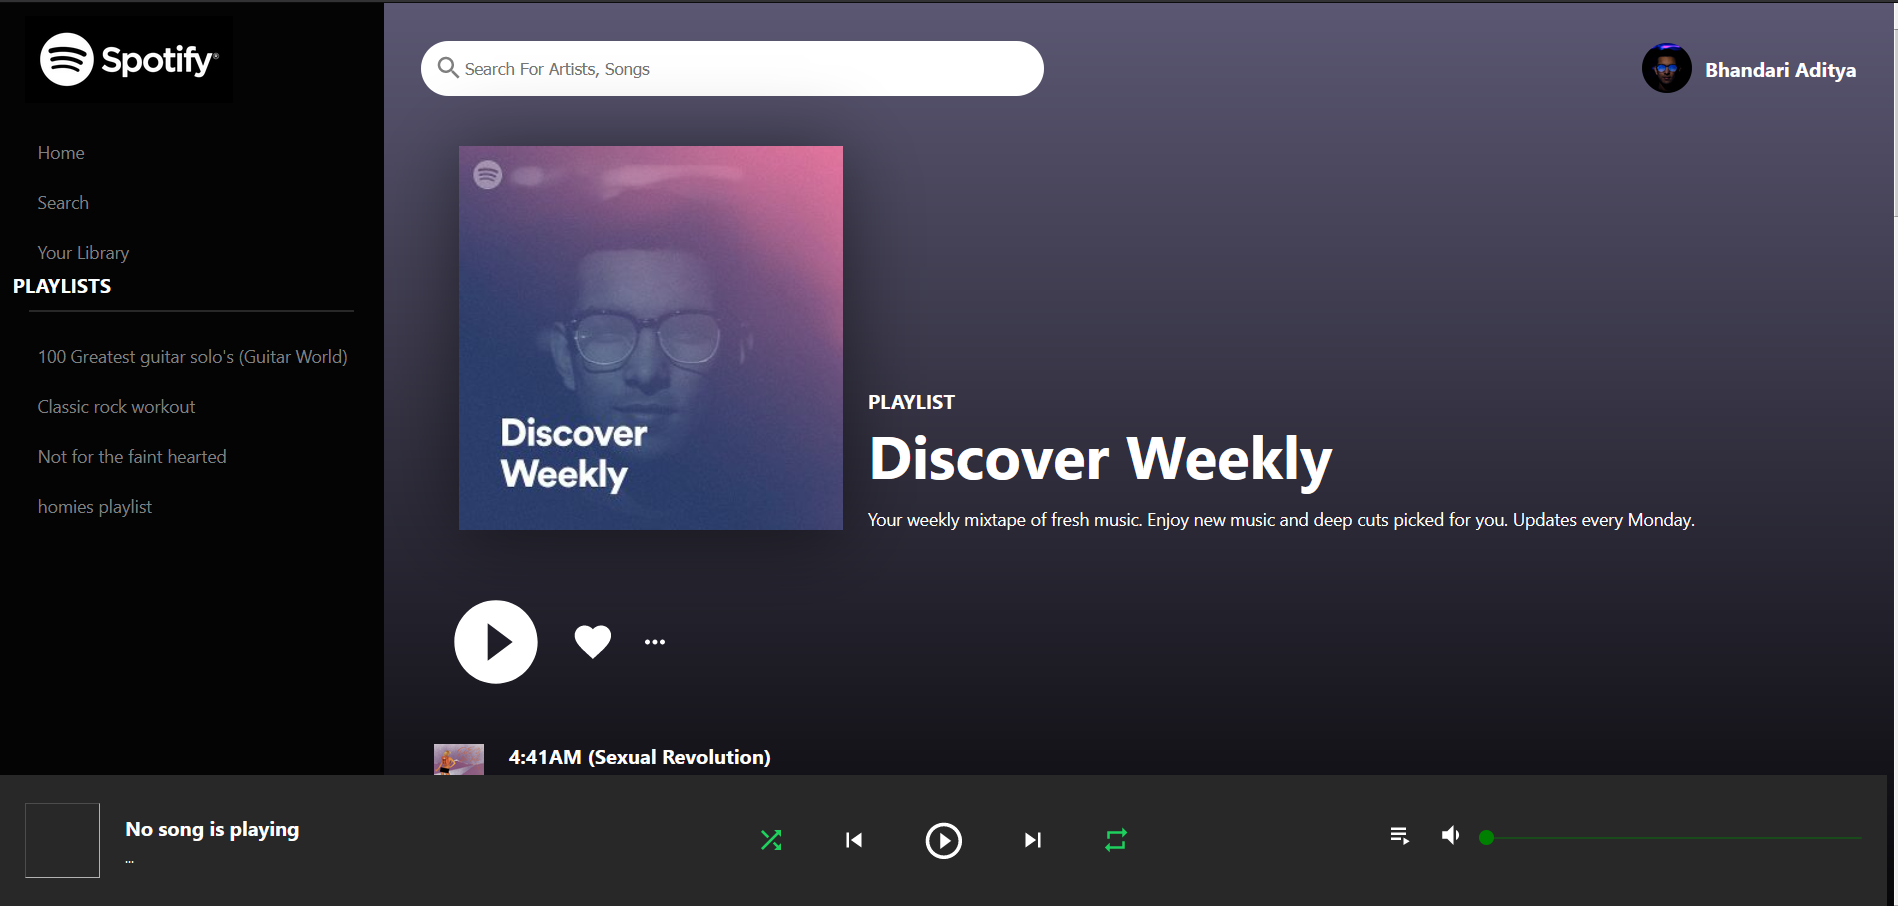 Spotify®
Home
Search
Your Library
PLAYLISTS
100 Greatest guitar solo's (Guitar World)
Classic rock workout
Not for the faint hearted
homies playlist
Search For Artists, Songs
Bhandari Aditya
Discover
Weekly
PLAYLIST
Discover Weekly
Your weekly mixtape of fresh music. Enjoy new music and deep cuts picked for you. Updates every Monday.
4:41AM (Sexual Revolution)
No song is playing
...